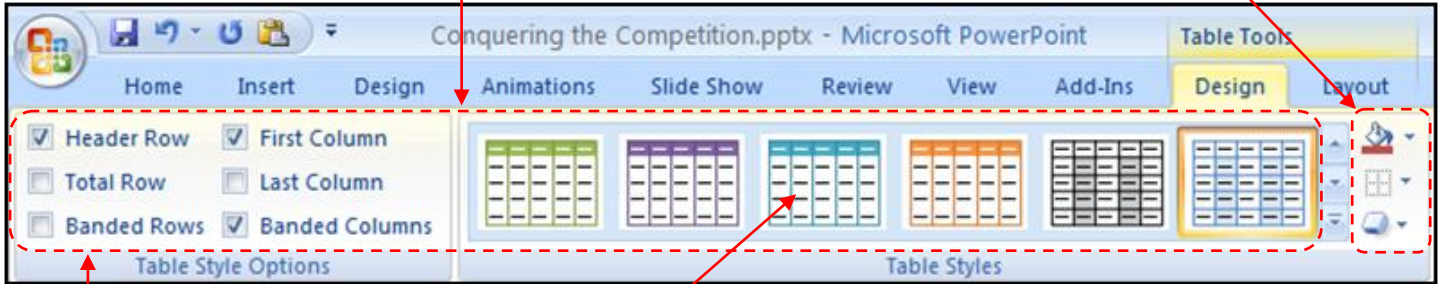 Conquering the Competition.pptx - Microsoft PowerPoint
Table Tools
Home Insert Design Animations Slide Show Review View Add-Ins Design Layout
Header Row First Column
Total Row Last Column
Banded Rows Banded Columns
Table Style Options Table Styles